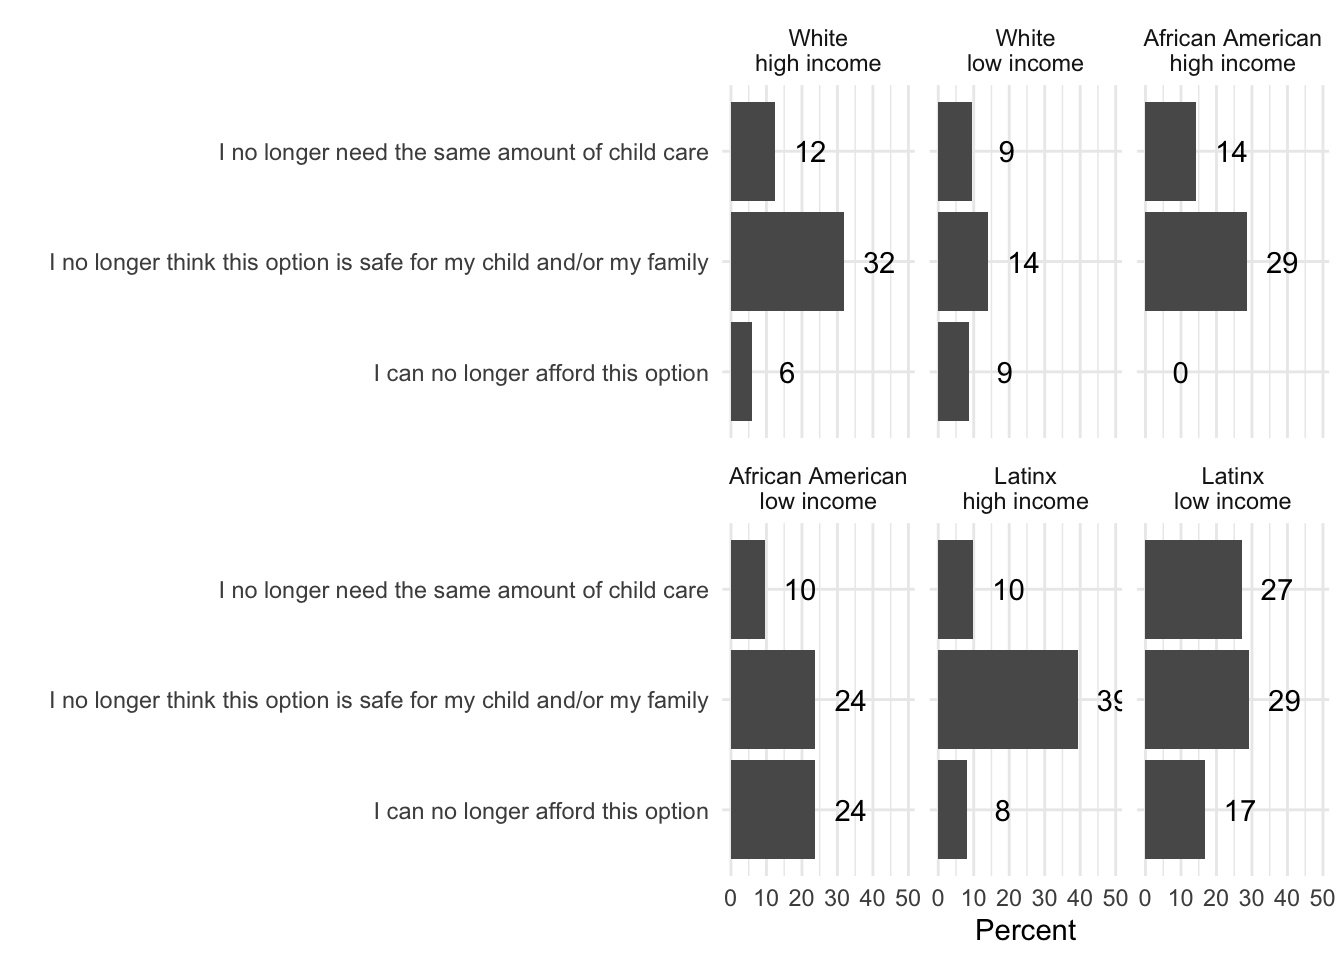 White
high income
White
low income
African American
high income
I no longer need the same amount of child care
12
9
14
I no longer think this option is safe for my child and/or my family
32
14
29
I can no longer afford this option
6
9
0
African American
low income
Latinx
high income
Latinx
low income
I no longer need the same amount of child care
10
10
27
I no longer think this option is safe for my child and/or my family
24
39
29
I can no longer afford this option
24
8
17
0 10 20 30 40 50
0 10 20 30 40 50
0 10 20 30 40 50
Percent